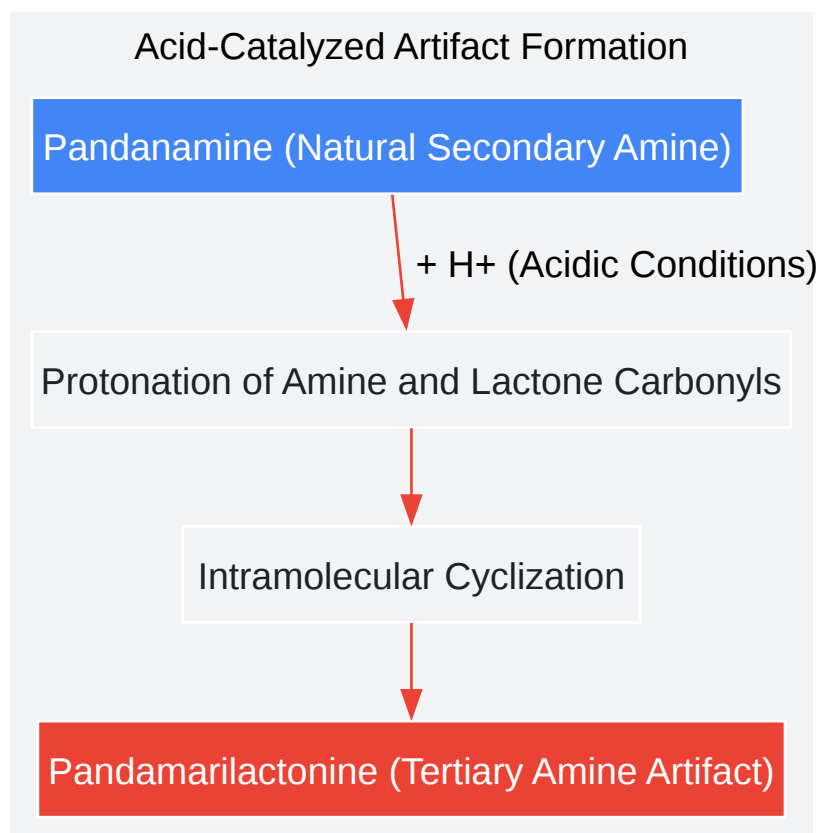 Acid-Catalyzed Artifact Formation
Pandanamine (Natural Secondary Amine)
+ H+ (Acidic Conditions)
Protonation of Amine and Lactone Carbonyls
Intramolecular Cyclization
Pandamarilactonine (Tertiary Amine Artifact)